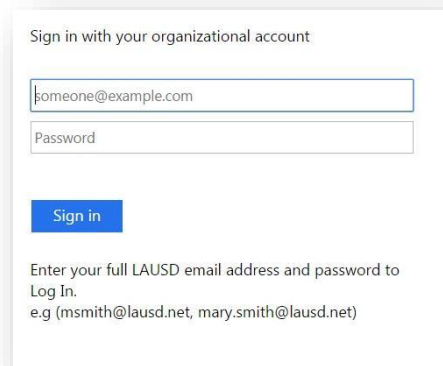 Sign in with your organizational account
someone@example.com
Password
Sign in
Enter your full LAUSD email address and password to
Log In.
e.g (msmith@lausd.net, mary.smith@lausd.net)